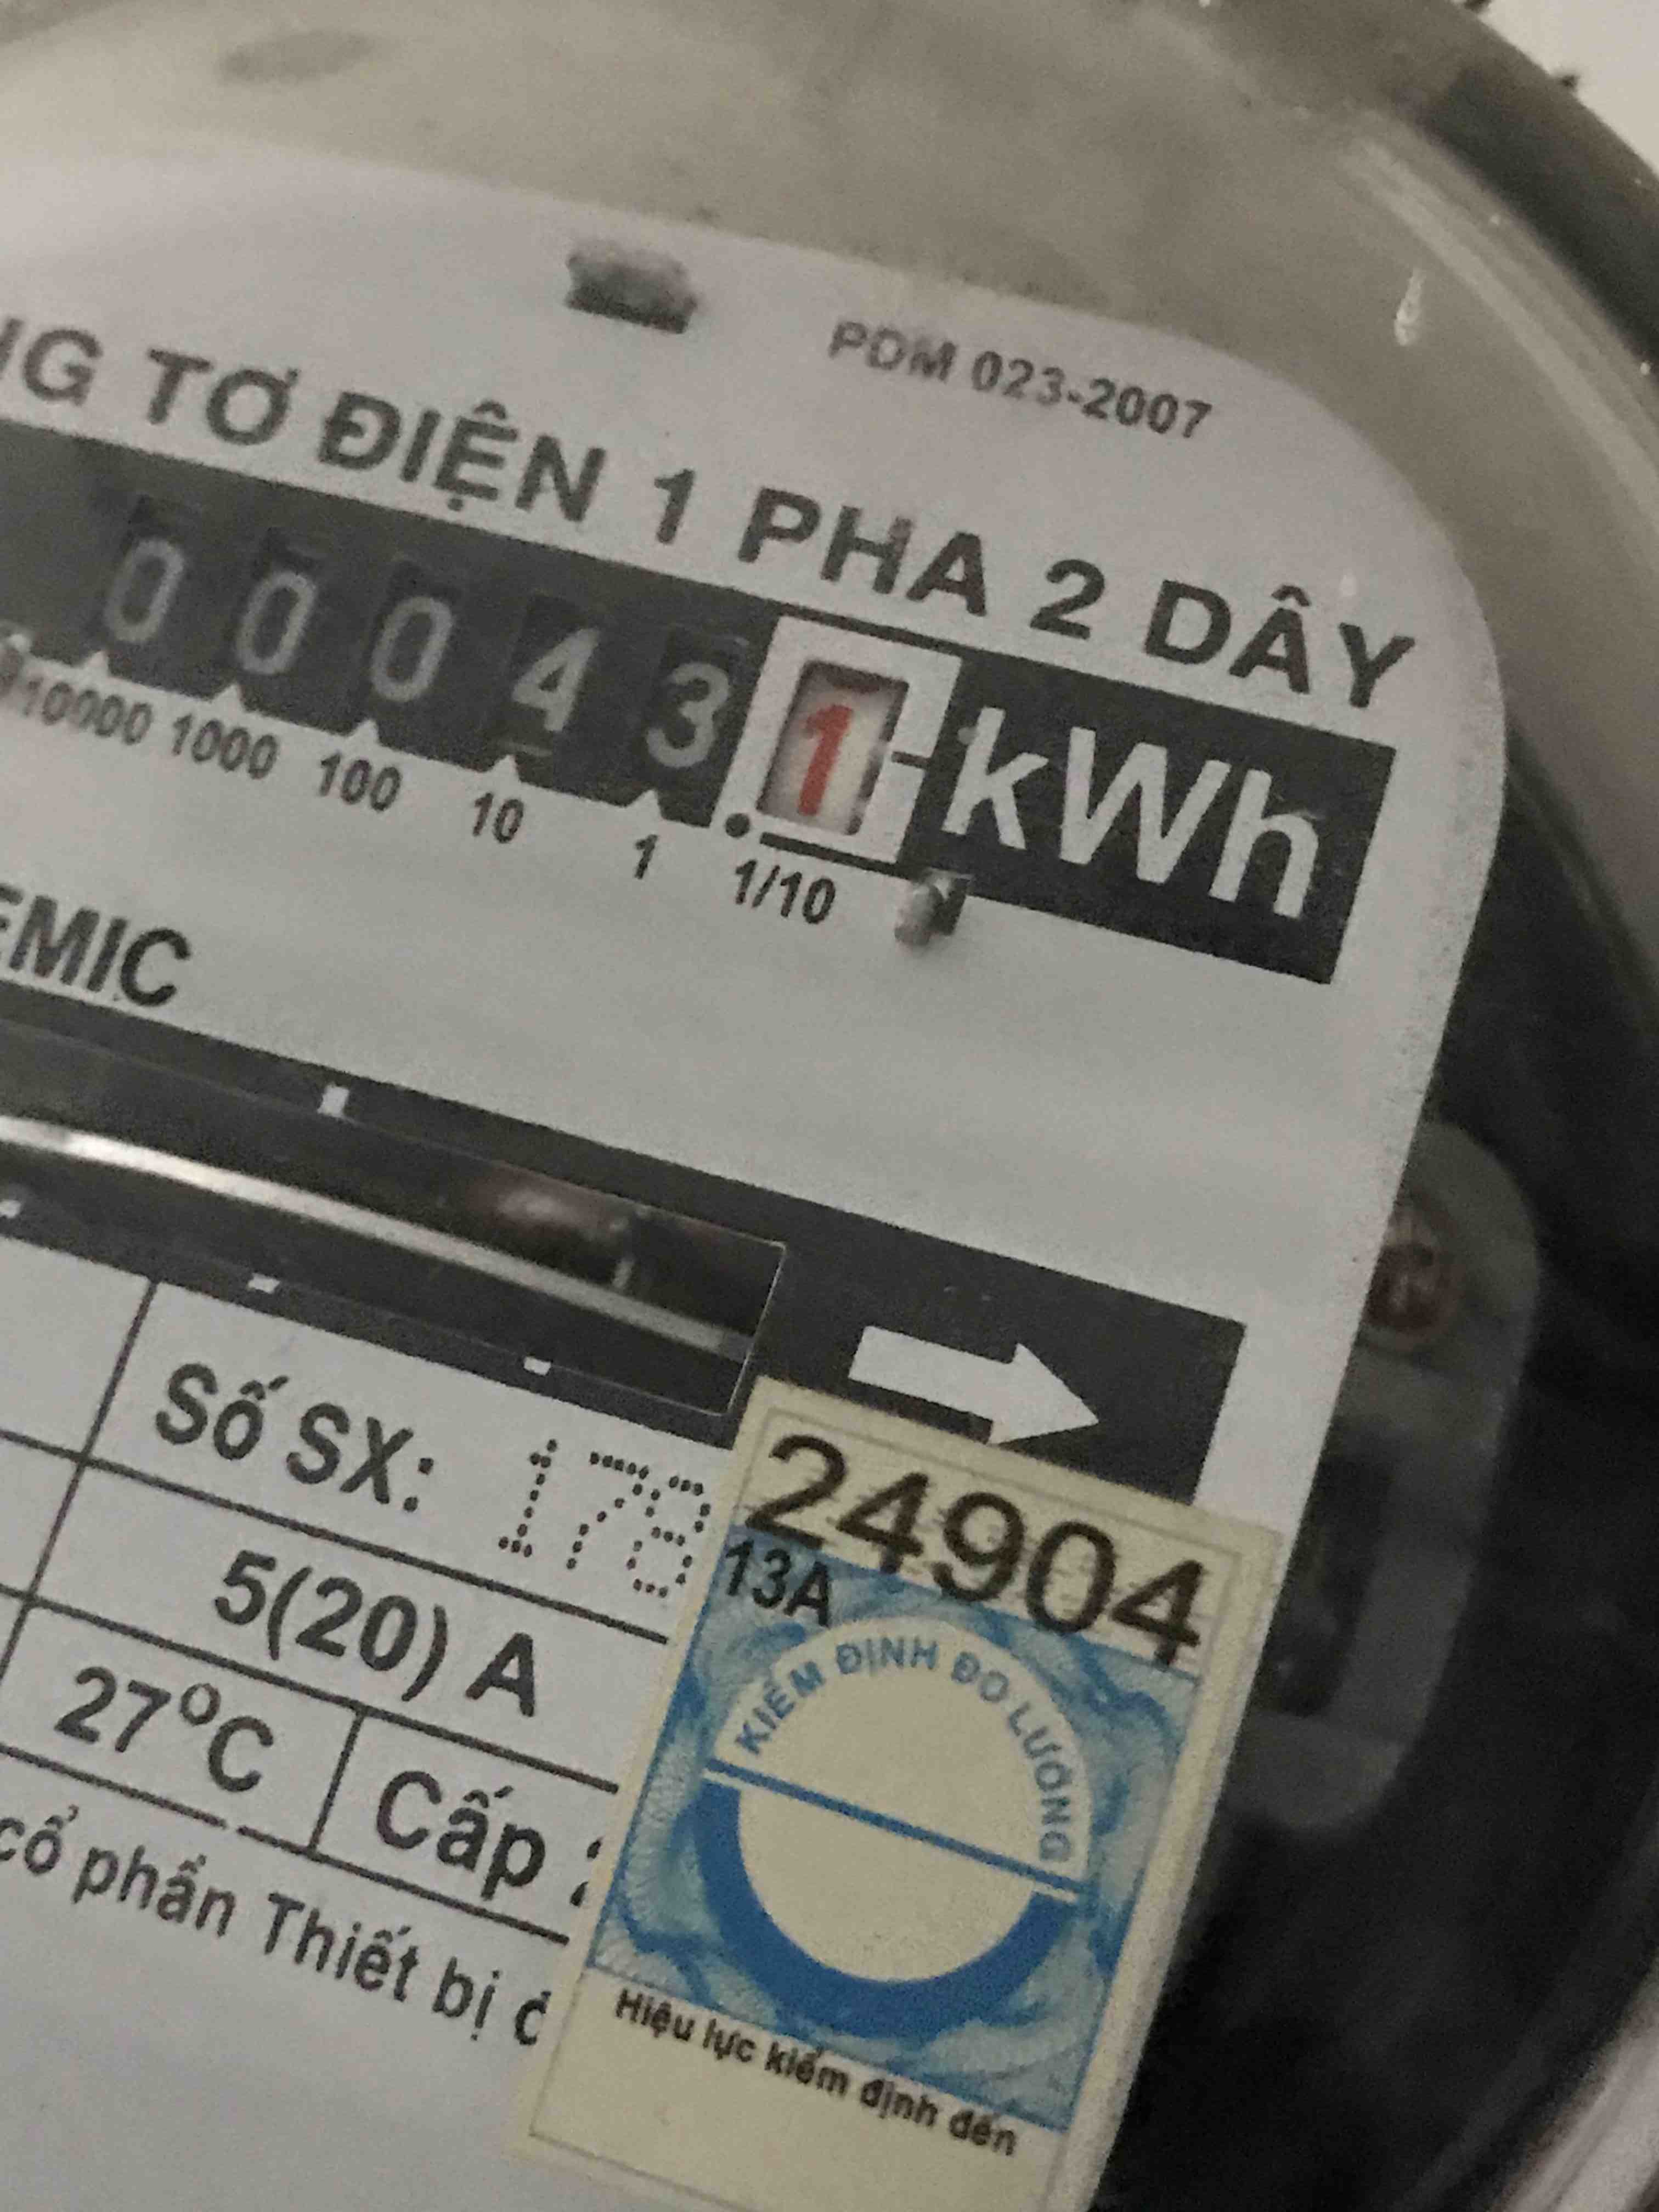 PDM 023-2007
NG TƠ ĐIỆN 1 PHA 2 DÂY
0 0 0 4 3 1 kWh
10000 1000 100 10 1 1/10
EMIC
Số SX: 178
24904
13A
5(20) A
KIỂM ĐỊNH ĐO LƯỜNG
27°C
Cấp
cổ phần Thiết bị
Hiệu lực kiểm định đến